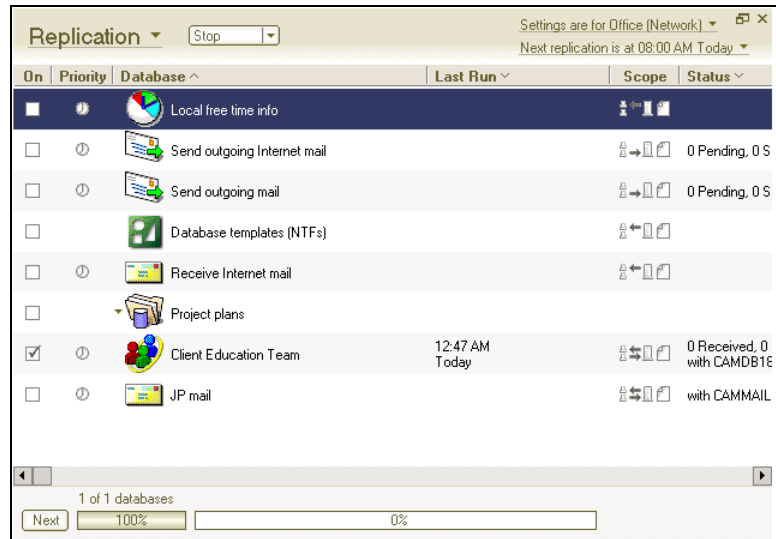 Replication Stop Settings are for Office (Network)
Next replication is at 08:00 AM Today
On Priority Database Last Run Scope Status
Local free time info
Send outgoing Internet mail 0 Pending, 0 S
Send outgoing mail 0 Pending, 0 S
Database templates (NTFs)
Receive Internet mail
Project plans
Client Education Team 12:47 AM 0 Received, 0
Today with CAMDB18
JP mail with CAMMAIL
1 of 1 databases
Next 100% 0%